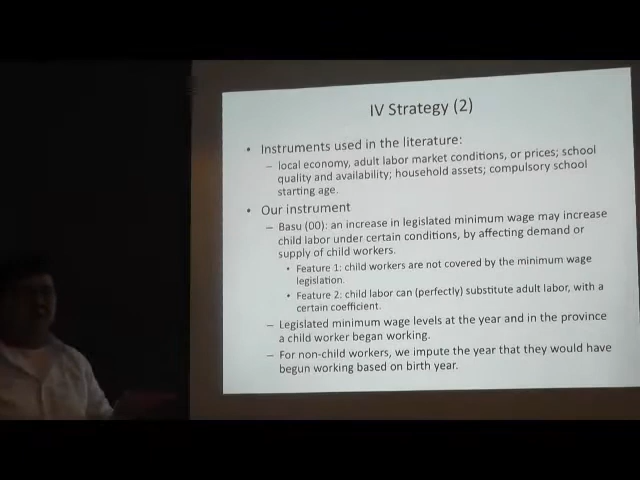 IV Strategy (2)
• Instruments used in the literature:
– local economy, adult labor market conditions, or prices; school
quality and availability; household assets; compulsory school
starting age.
• Our instrument
– Basu (00): an increase in legislated minimum wage may increase
child labor under certain conditions, by affecting demand or
supply of child workers.
• Feature 1: child workers are not covered by the minimum wage
legislation.
• Feature 2: child labor can (perfectly) substitute adult labor, with a
certain coefficient.
– Legislated minimum wage levels at the year and in the province
a child worker began working.
– For non-child workers, we impute the year that they would have
begun working based on birth year.